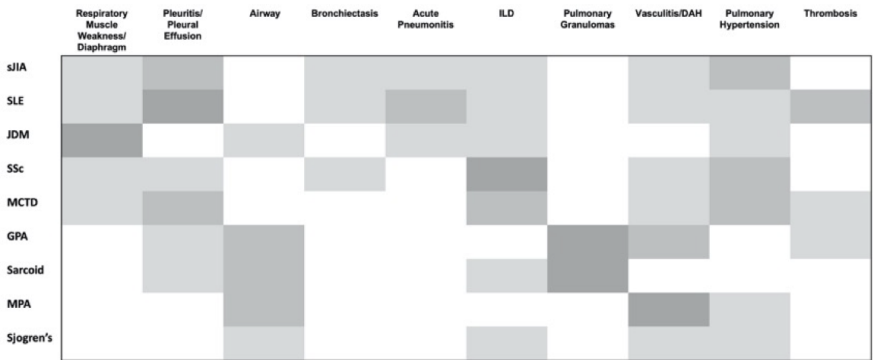 Respiratory
Muscle
Weakness/
Diaphragm
Pleuritis/
Pleural
Effusion
Airway
Bronchiectasis
Acute
Pneumonitis
ILD
Pulmonary
Granulomas
Vasculitis/DAH
Pulmonary
Hypertension
Thrombosis
sJIA
SLE
JDM
SSc
MCTD
GPA
Sarcoid
MPA
Sjogren's